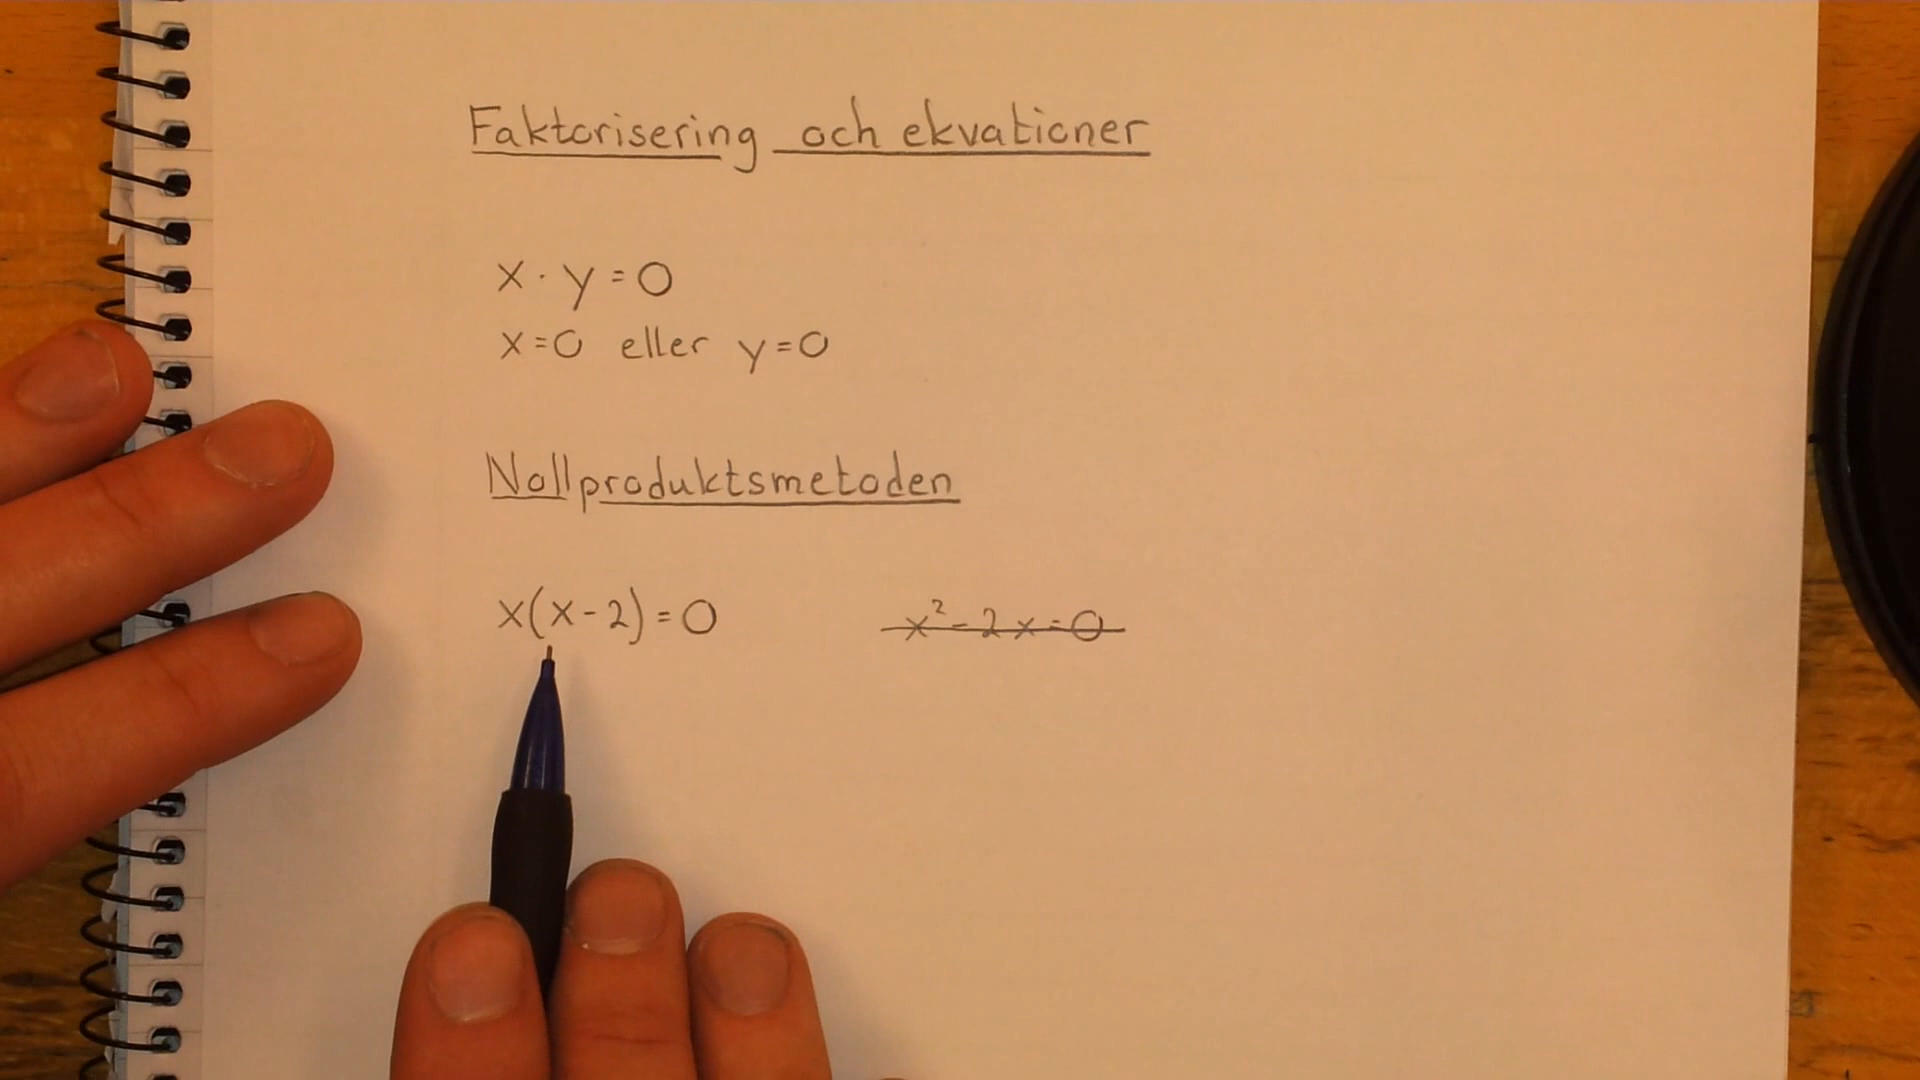 Faktorisering och ekvationer
x · y = 0
x = 0 eller y = 0
Nollproduktsmetoden
x(x - 2) = 0
x² - 2x = 0